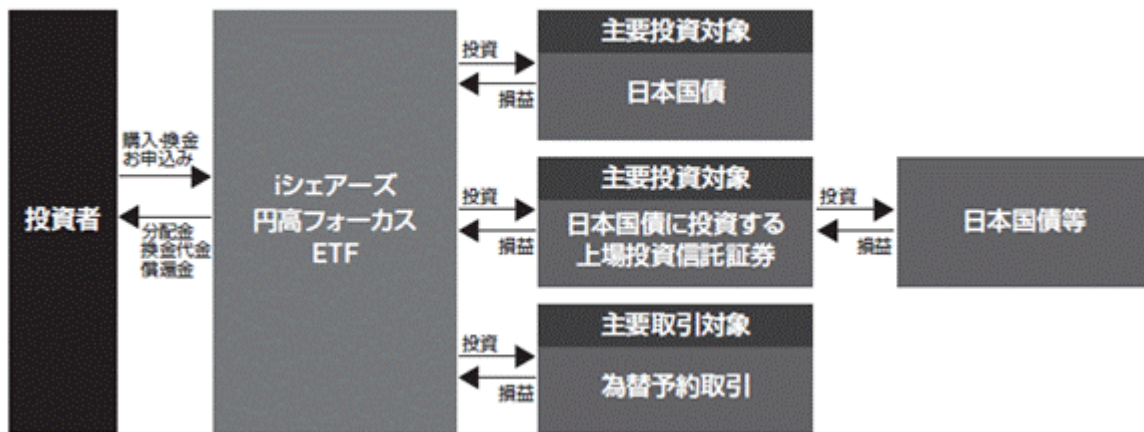 投資者
購入・換金
お申込み
分配金
換金代金
償還金
iシェアーズ
円高フォーカス
ETF
投資
損益
主要投資対象
日本国債
投資
損益
主要投資対象
日本国債に投資する
上場投資信託証券
投資
損益
日本国債等
投資
損益
主要取引対象
為替予約取引